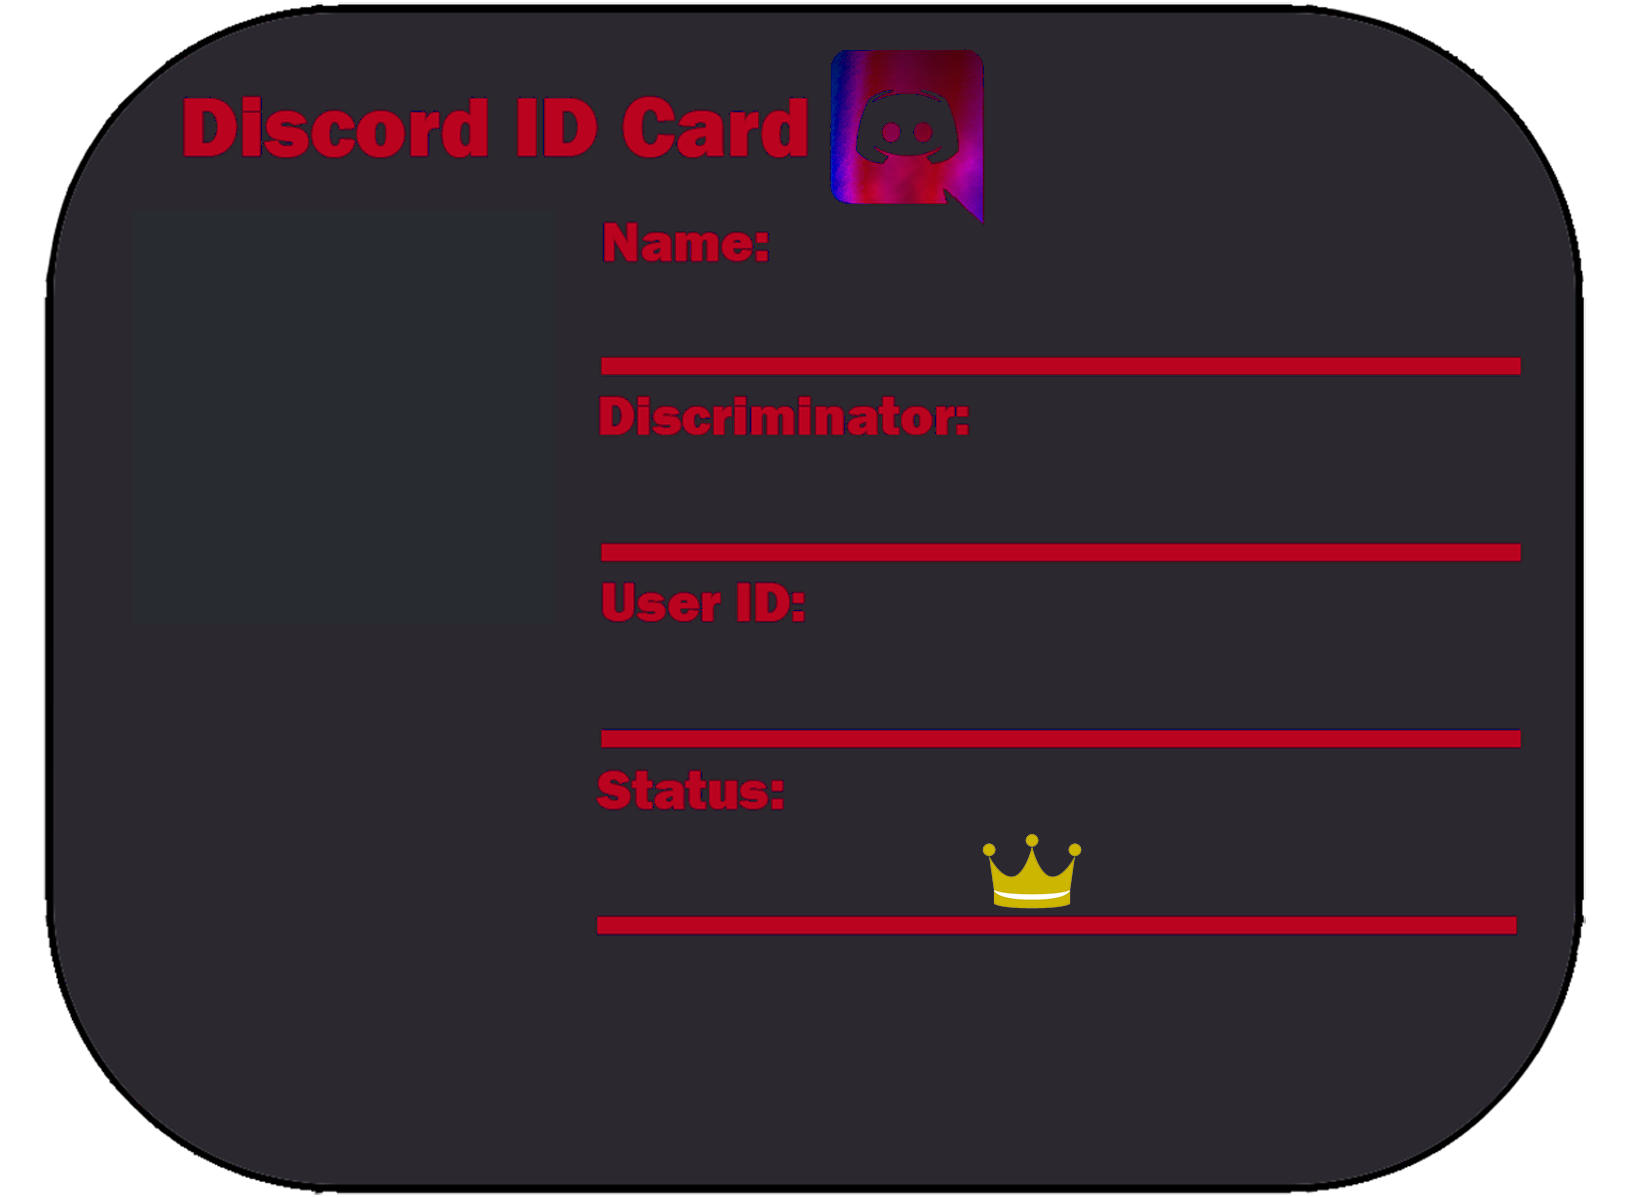 Discord ID Card
Name:
Discriminator:
User ID:
Status: